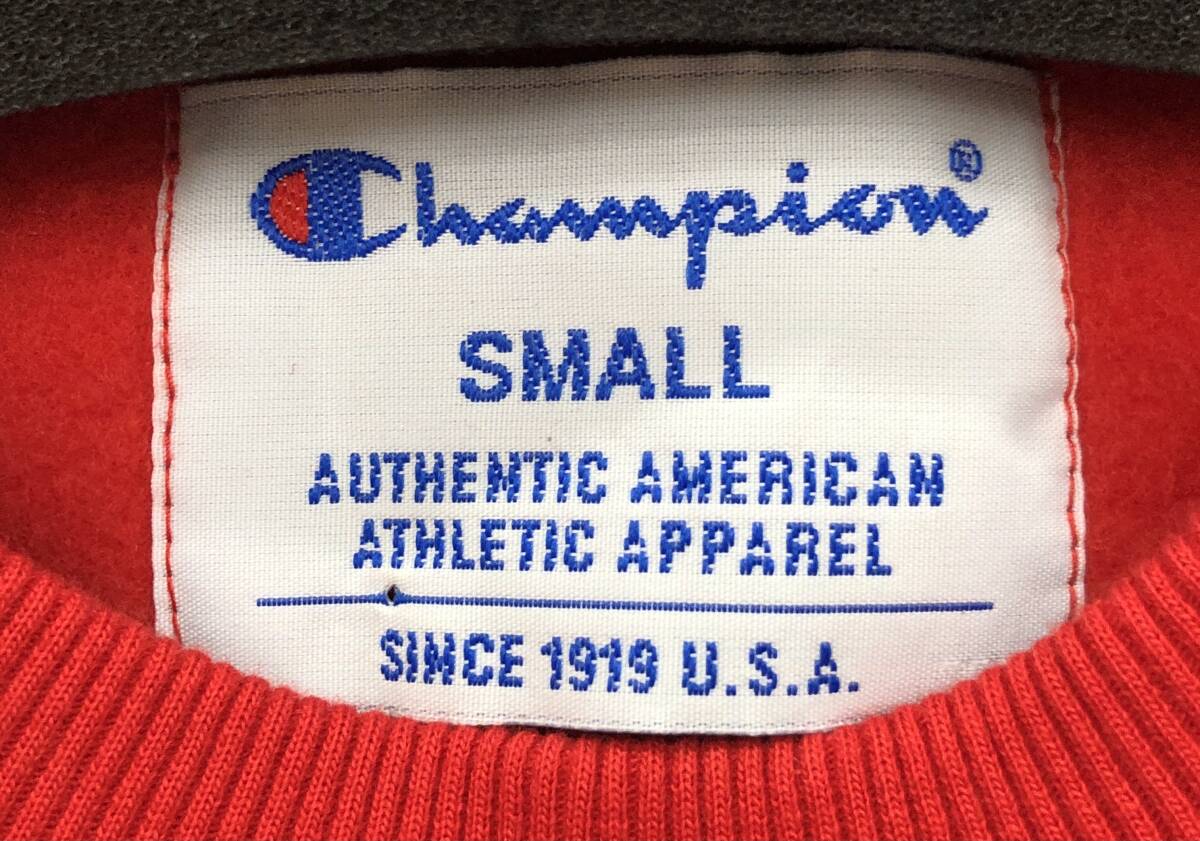 Champion®
SMALL
AUTHENTIC AMERICAN
ATHLETIC APPAREL
SINCE 1919 U.S.A.